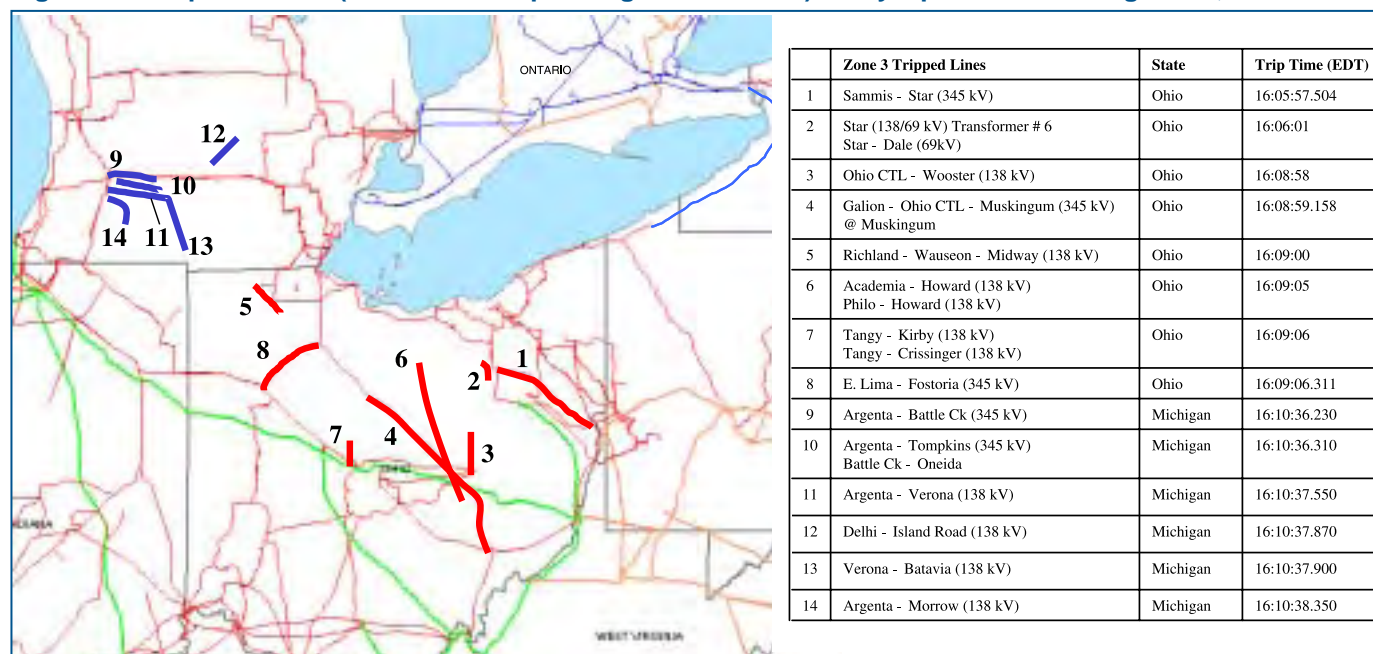 ONTARIO
12
9
10
14
11
13
5
8
6
2
1
7
4
3
WEST VIRGINIA
Zone 3 Tripped Lines State Trip Time (EDT)
1 Sammis - Star (345 kV) Ohio 16:05:57.504
2 Star (138/69 kV) Transformer # 6 Ohio 16:06:01
Star - Dale (69kV)
3 Ohio CTL - Wooster (138 kV) Ohio 16:08:58
4 Galion - Ohio CTL - Muskingum (345 kV) Ohio 16:08:59.158
@ Muskingum
5 Richland - Wauseon - Midway (138 kV) Ohio 16:09:00
6 Academia - Howard (138 kV) Ohio 16:09:05
Philo - Howard (138 kV)
7 Tangy - Kirby (138 kV) Ohio 16:09:06
Tangy - Crissinger (138 kV)
8 E. Lima - Fostoria (345 kV) Ohio 16:09:06.311
9 Argenta - Battle Ck (345 kV) Michigan 16:10:36.230
10 Argenta - Tompkins (345 kV) Michigan 16:10:36.310
Battle Ck - Oneida
11 Argenta - Verona (138 kV) Michigan 16:10:37.550
12 Delhi - Island Road (138 kV) Michigan 16:10:37.870
13 Verona - Batavia (138 kV) Michigan 16:10:37.900
14 Argenta - Morrow (138 kV) Michigan 16:10:38.350